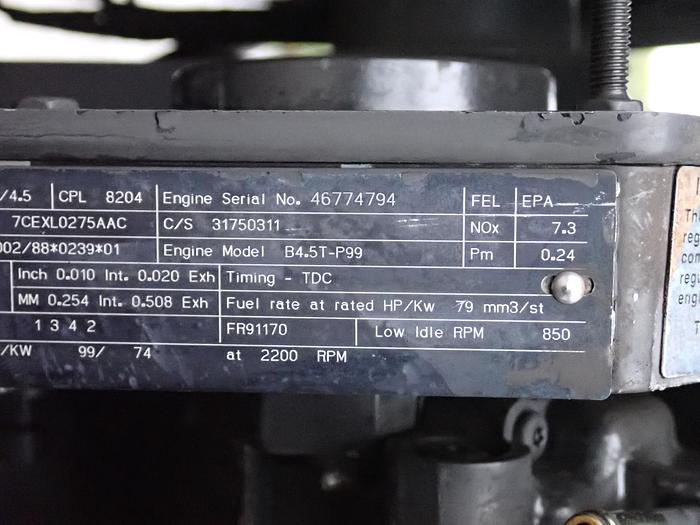 /4.5 CPL 8204 Engine Serial No. 46774794 FEL EPA
7CEXL0275AAC C/S 31750311 NOx 7.3
002/88*0239*01 Engine Model B4.5T-P99 Pm 0.24
Inch 0.010 Int. 0.020 Exh Timing - TDC
MM 0.254 Int. 0.508 Exh Fuel rate at rated HP/Kw 79 mm3/st
1 3 4 2 FR91170 Low Idle RPM 850
/KW 99/ 74 at 2200 RPM